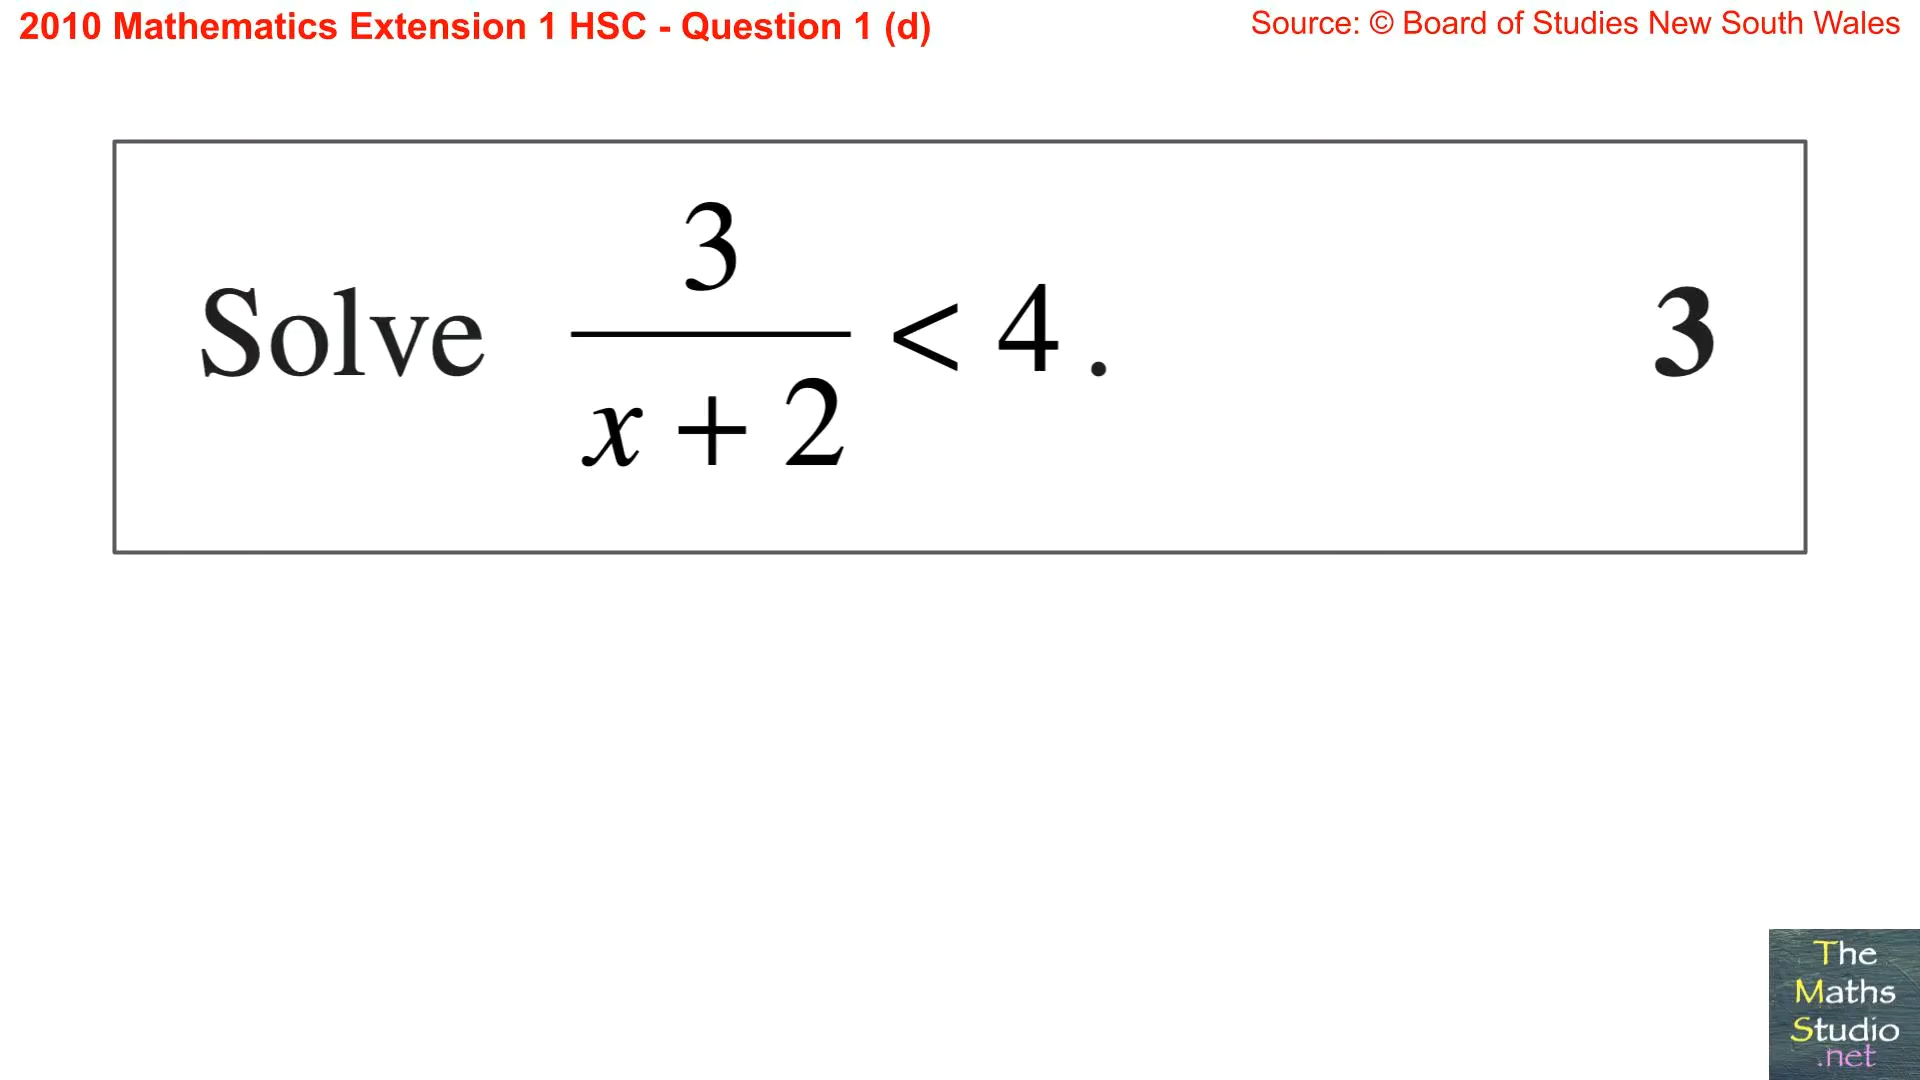 2010 Mathematics Extension 1 HSC - Question 1 (d)
Source: © Board of Studies New South Wales
Solve 3/(x + 2) < 4 . 3
The
Maths
Studio
.net